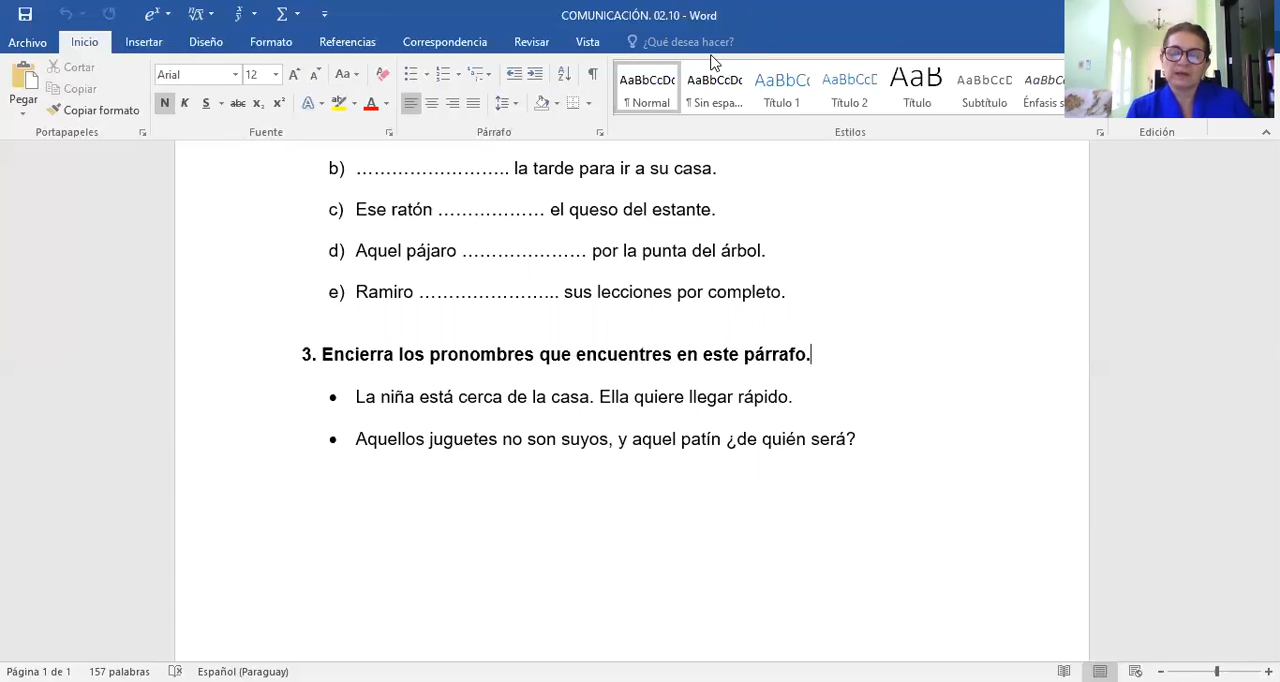 COMUNICACIÓN. 02.10 - Word
Archivo Inicio Insertar Diseño Formato Referencias Correspondencia Revisar Vista ¿Qué desea hacer?
Pegar
Cortar
Copiar
Copiar formato
Arial 12
AaBbCcDc AaBbCcDc AaBbCc AaBbCcD AaB AaBbCcD AaBbCc
¶ Normal ¶ Sin espa... Título 1 Título 2 Título Subtítulo Énfasis s
Portapapeles Fuente Párrafo Estilos Edición
b) …………………….. la tarde para ir a su casa.
c) Ese ratón ……………… el queso del estante.
d) Aquel pájaro ………………… por la punta del árbol.
e) Ramiro …………………... sus lecciones por completo.
3. Encierra los pronombres que encuentres en este párrafo.
• La niña está cerca de la casa. Ella quiere llegar rápido.
• Aquellos juguetes no son suyos, y aquel patín ¿de quién será?
Página 1 de 1 157 palabras Español (Paraguay)